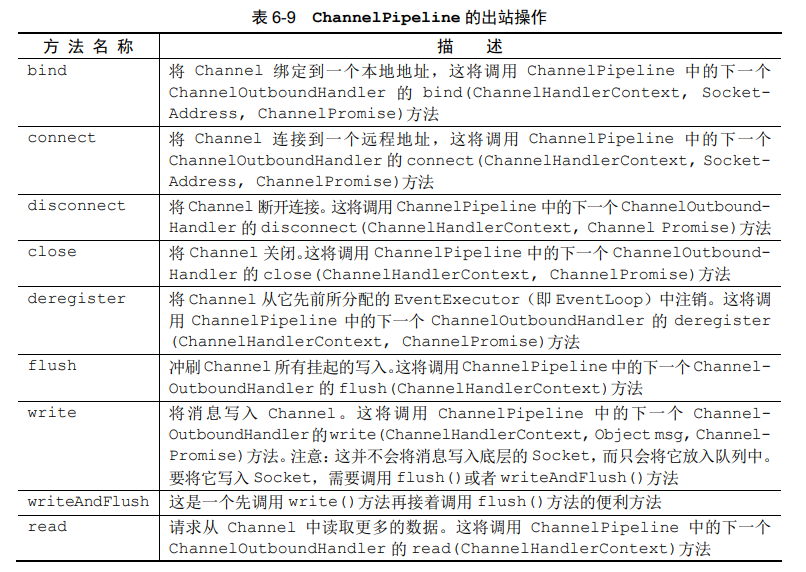 表 6-9 ChannelPipeline 的出站操作
方 法 名 称 描 述
bind 将 Channel 绑定到一个本地地址，这将调用 ChannelPipeline 中的下一个
ChannelOutboundHandler 的 bind(ChannelHandlerContext, Socket-
Address, ChannelPromise)方法
connect 将 Channel 连接到一个远程地址，这将调用 ChannelPipeline 中的下一个
ChannelOutboundHandler 的 connect(ChannelHandlerContext, Socket-
Address, ChannelPromise)方法
disconnect 将 Channel 断开连接。这将调用 ChannelPipeline 中的下一个 ChannelOutbound-
Handler 的 disconnect(ChannelHandlerContext, Channel Promise)方法
close 将 Channel 关闭。这将调用 ChannelPipeline 中的下一个 ChannelOutbound-
Handler 的 close(ChannelHandlerContext, ChannelPromise)方法
deregister 将 Channel 从它先前所分配的 EventExecutor（即 EventLoop）中注销。这将调
用 ChannelPipeline 中的下一个 ChannelOutboundHandler 的 deregister
(ChannelHandlerContext, ChannelPromise)方法
flush 冲刷 Channel 所有挂起的写入。这将调用 ChannelPipeline 中的下一个 Channel-
OutboundHandler 的 flush(ChannelHandlerContext)方法
write 将消息写入 Channel。这将调用 ChannelPipeline 中的下一个 Channel-
OutboundHandler 的 write(ChannelHandlerContext, Object msg, Channel-
Promise)方法。注意：这并不会将消息写入底层的 Socket，而只会将它放入队列中。
要将它写入 Socket，需要调用 flush()或者 writeAndFlush()方法
writeAndFlush 这是一个先调用 write()方法再接着调用 flush()方法的便利方法
read 请求从 Channel 中读取更多的数据。这将调用 ChannelPipeline 中的下一个
ChannelOutboundHandler 的 read(ChannelHandlerContext)方法